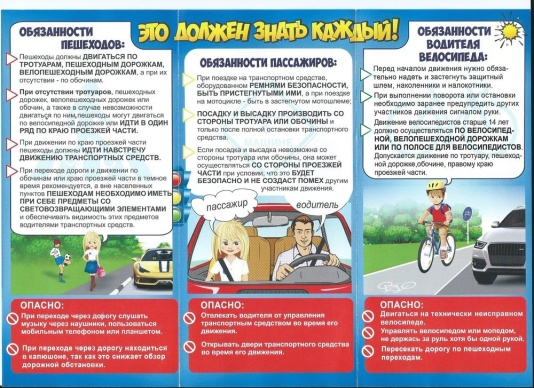 ЭТО ДОЛЖЕН ЗНАТЬ КАЖДЫЙ!
ОБЯЗАННОСТИ
ПЕШЕХОДОВ:
Пешеходы должны ДВИГАТЬСЯ ПО
ТРОТУАРАМ, ПЕШЕХОДНЫМ ДОРОЖКАМ,
ВЕЛОПЕШЕХОДНЫМ ДОРОЖКАМ, а при их
отсутствии - по обочинам.
При отсутствии тротуаров, пешеходных
дорожек, велопешеходных дорожек или
обочин, а также в случае невозможности
двигаться по ним,пешеходы могут двигаться
по велосипедной дорожке или ИДТИ В ОДИН
РЯД ПО КРАЮ ПРОЕЗЖЕЙ ЧАСТИ.
При движении по краю проезжей части
пешеходы должны ИДТИ НАВСТРЕЧУ
ДВИЖЕНИЮ ТРАНСПОРТНЫХ СРЕДСТВ.
При переходе дороги и движении по
обочинам или краю проезжей части в темное
время рекомендуется, а вне населенных
пунктов ПЕШЕХОДАМ НЕОБХОДИМО ИМЕТЬ
ПРИ СЕБЕ ПРЕДМЕТЫ СО
СВЕТОВОЗВРАЩАЮЩИМИ ЭЛЕМЕНТАМИ
и обеспечивать видимость этих предметов
водителями транспортных средств.
ОПАСНО:
При переходе через дорогу слушать
музыку через наушники, пользоваться
мобильным телефоном или планшетом.
При переходе через дорогу находиться
в капюшоне, так как это снижает обзор
дорожной обстановки.
ОБЯЗАННОСТИ ПАССАЖИРОВ:
При поездке на транспортном средстве,
оборудованном РЕМНЯМИ БЕЗОПАСНОСТИ,
БЫТЬ ПРИСТЕГНУТЫМИ ИМИ, а при поездке
на мотоцикле - быть в застегнутом мотошлеме;
ПОСАДКУ И ВЫСАДКУ ПРОИЗВОДИТЬ СО
СТОРОНЫ ТРОТУАРА ИЛИ ОБОЧИНЫ и
только после полной остановки транспортного
средства.
Если посадка и высадка невозможна со
стороны тротуара или обочины, она может
осуществляться СО СТОРОНЫ ПРОЕЗЖЕЙ
ЧАСТИ при условии, что это БУДЕТ
БЕЗОПАСНО И НЕ СОЗДАСТ ПОМЕХ другим
участникам движения.
пассажир
водитель
ОПАСНО:
Отвлекать водителя от управления
транспортным средством во время его
движения.
Открывать двери транспортного средства
во время его движения.
ОБЯЗАННОСТИ
ВОДИТЕЛЯ
ВЕЛОСИПЕДА:
Перед началом движения нужно обяза-
тельно надеть и застегнуть защитный
шлем, наколенники и налокотники.
При выполнении поворота или остановки
необходимо заранее предупредить других
участников движения сигналом руки.
Движение велосипедистов старше 14 лет
должно осуществляться ПО ВЕЛОСИПЕД-
НОЙ, ВЕЛОПЕШЕХОДНОЙ ДОРОЖКАМ
ИЛИ ПО ПОЛОСЕ ДЛЯ ВЕЛОСИПЕДИСТОВ.
Допускается движение по тротуару, пешеход-
ной дорожке,обочине, правому краю
проезжей части.
ОПАСНО:
Двигаться на технически неисправном
велосипеде.
Управлять велосипедом или мопедом,
не держась за руль хотя бы одной рукой.
Пересекать дорогу по пешеходным
переходам.